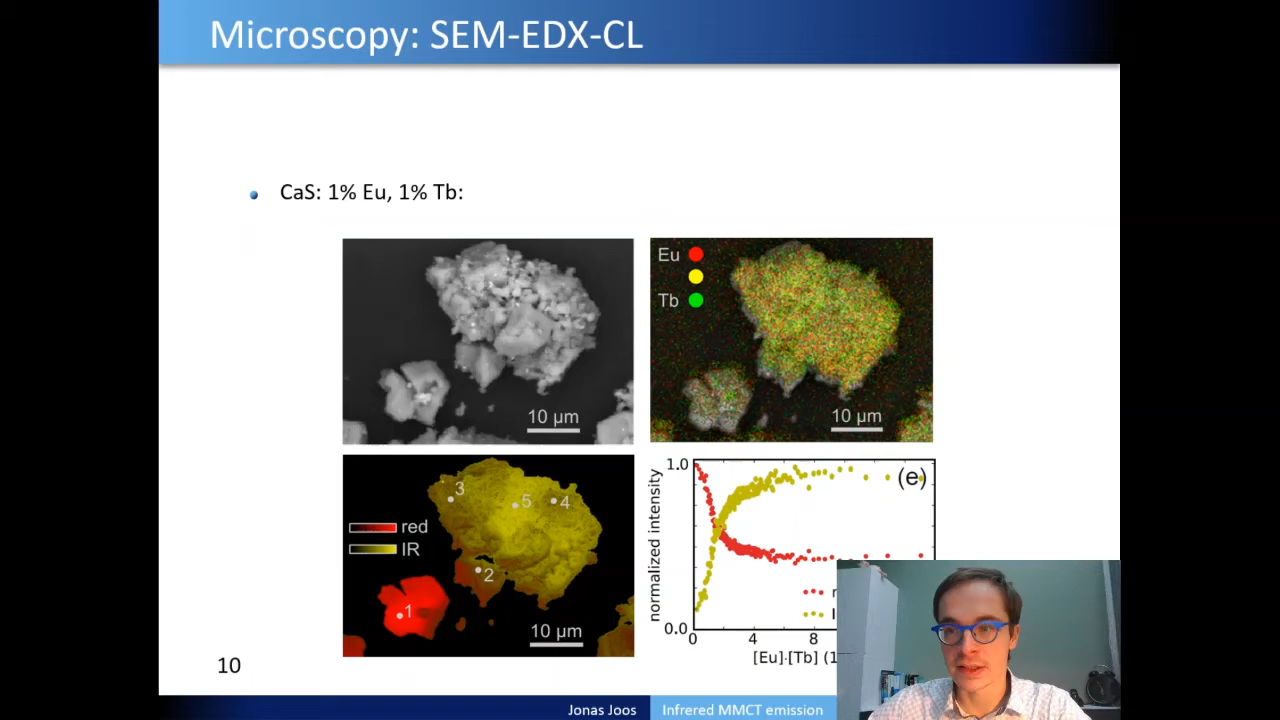 Microscopy: SEM-EDX-CL
CaS: 1% Eu, 1% Tb:
10 µm
Eu
Tb
10 µm
3
5
4
red
IR
2
1
10 µm
1.0
(e)
normalized intensity
0.0
0 4 8
[Eu]·[Tb] (1
10
Jonas Joos
Infrered MMCT emission